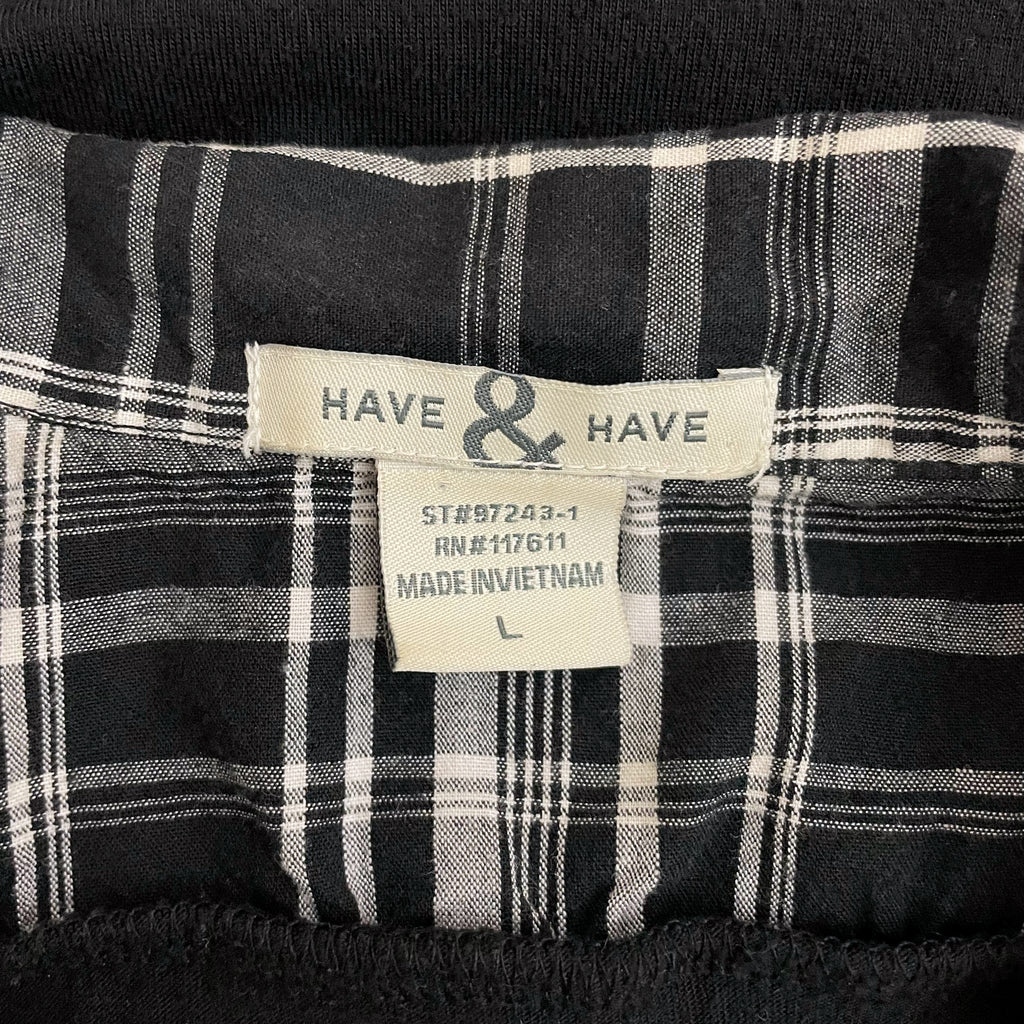 HAVE & HAVE
ST#97243-1
RN#117611
MADE IN VIETNAM
L